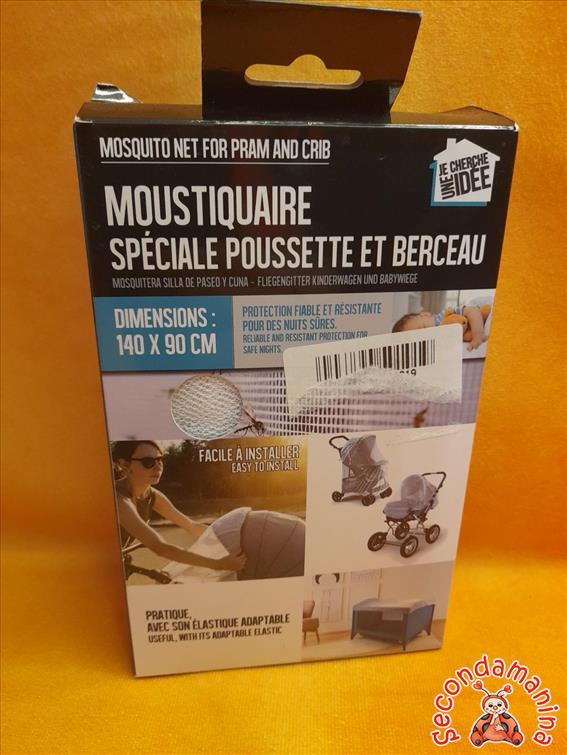 MOSQUITO NET FOR PRAM AND CRIB
JE CHERCHE
UNE IDÉE
MOUSTIQUAIRE
SPÉCIALE POUSSETTE ET BERCEAU
MOSQUITERA SILLA DE PASEO Y CUNA - FLIEGENGITTER KINDERWAGEN UND BABYWIEGE
DIMENSIONS :
140 X 90 CM
PROTECTION FIABLE ET RÉSISTANTE
POUR DES NUITS SÛRES.
RELIABLE AND RESISTANT PROTECTION FOR
SAFE NIGHTS.
FACILE À INSTALLER
EASY TO INSTALL
PRATIQUE,
AVEC SON ÉLASTIQUE ADAPTABLE
USEFUL, WITH ITS ADAPTABLE ELASTIC
Secondamanina